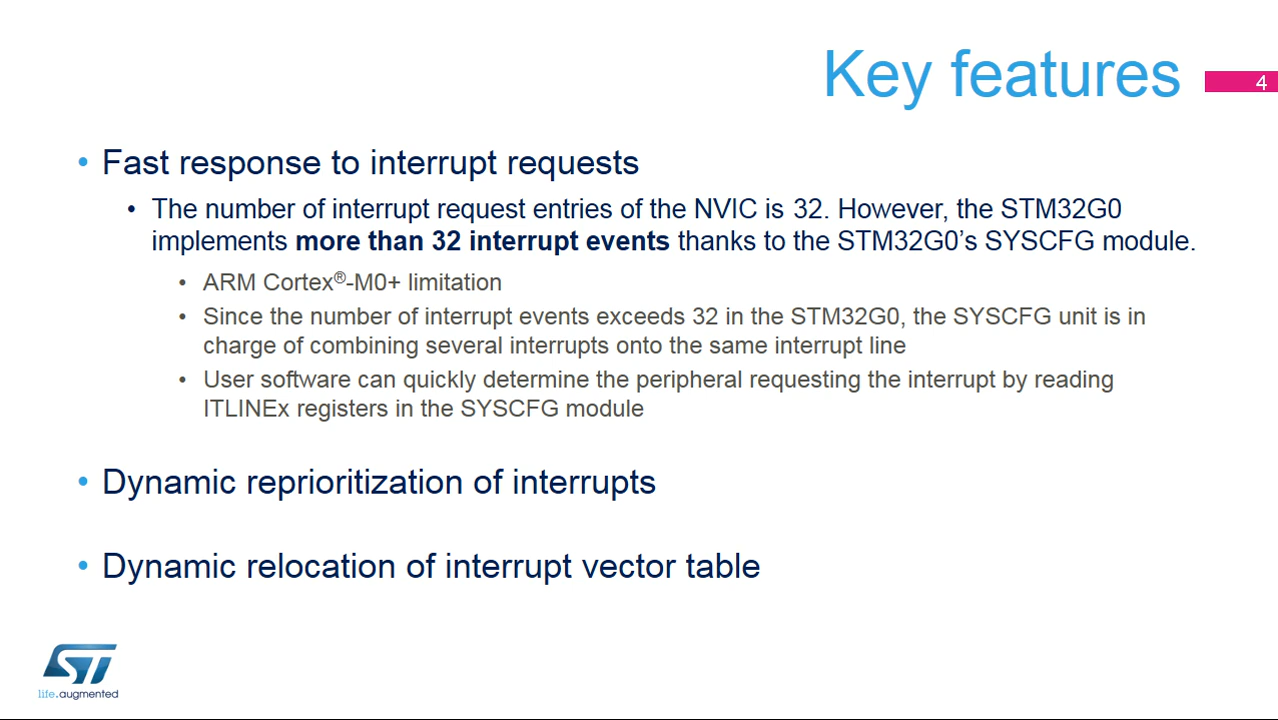 Key features
4
• Fast response to interrupt requests
• The number of interrupt request entries of the NVIC is 32. However, the STM32G0
implements more than 32 interrupt events thanks to the STM32G0’s SYSCFG module.
• ARM Cortex®-M0+ limitation
• Since the number of interrupt events exceeds 32 in the STM32G0, the SYSCFG unit is in
charge of combining several interrupts onto the same interrupt line
• User software can quickly determine the peripheral requesting the interrupt by reading
ITLINEx registers in the SYSCFG module
• Dynamic reprioritization of interrupts
• Dynamic relocation of interrupt vector table
ST
life.augmented